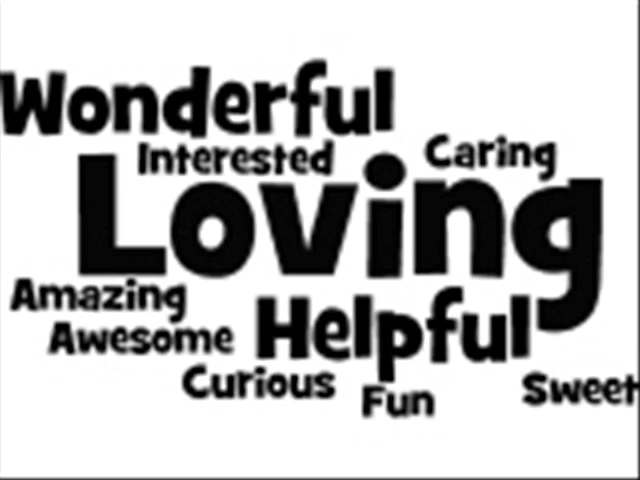 Wonderful
Interested Caring
Loving
Amazing
Awesome Helpful
Curious Fun Sweet